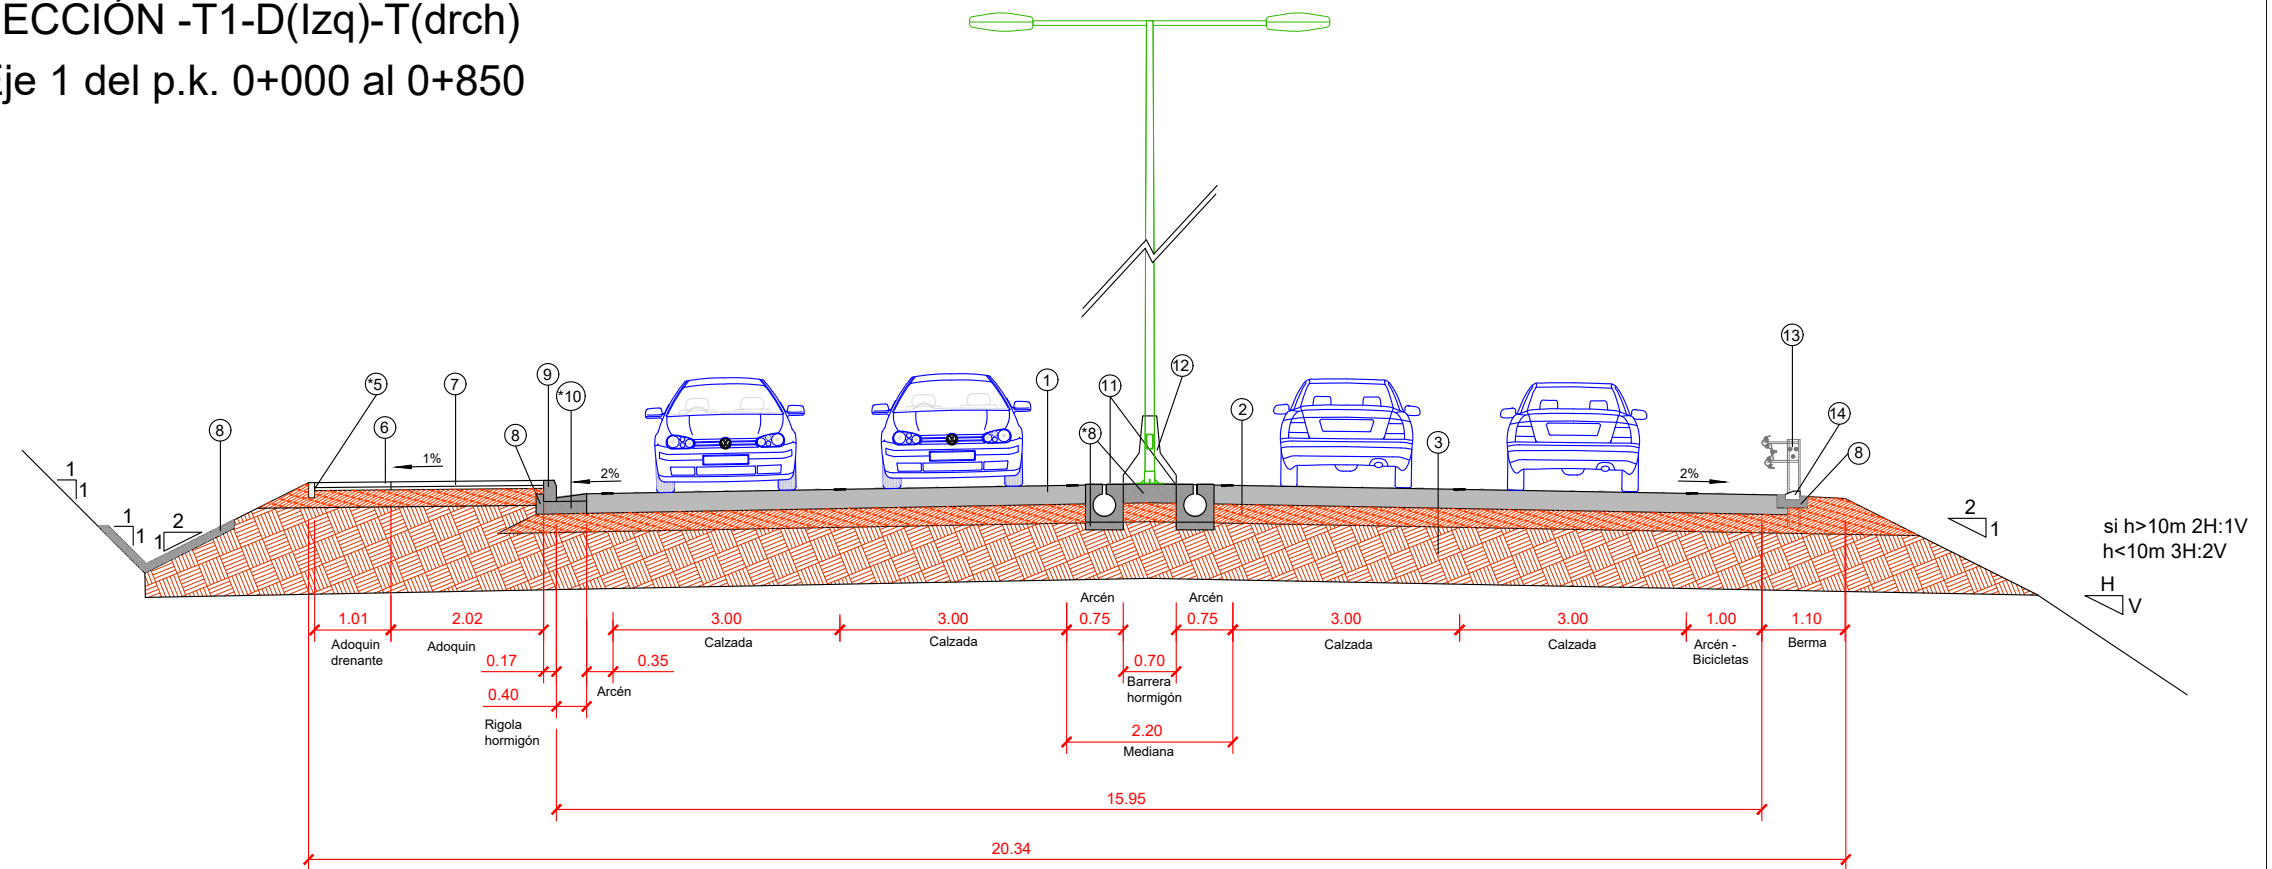 ECCIÓN -T1-D(Izq)-T(drch)
Eje 1 del p.k. 0+000 al 0+850
13
*5
7
9
*10
1
11
12
8
6
8
*8
2
3
14
8
1%
2%
2%
1
1
1
1
2
1
2
1
si h>10m 2H:1V
h<10m 3H:2V
H
V
Arcén
Arcén
1.01
2.02
3.00
3.00
0.75
0.75
3.00
3.00
1.00
1.10
Adoquin
drenante
Adoquin
Calzada
Calzada
Calzada
Calzada
Arcén -
Bicicletas
Berma
0.17
0.35
0.70
0.40
Arcén
Barrera
hormigón
Rigola
hormigón
2.20
Mediana
15.95
20.34